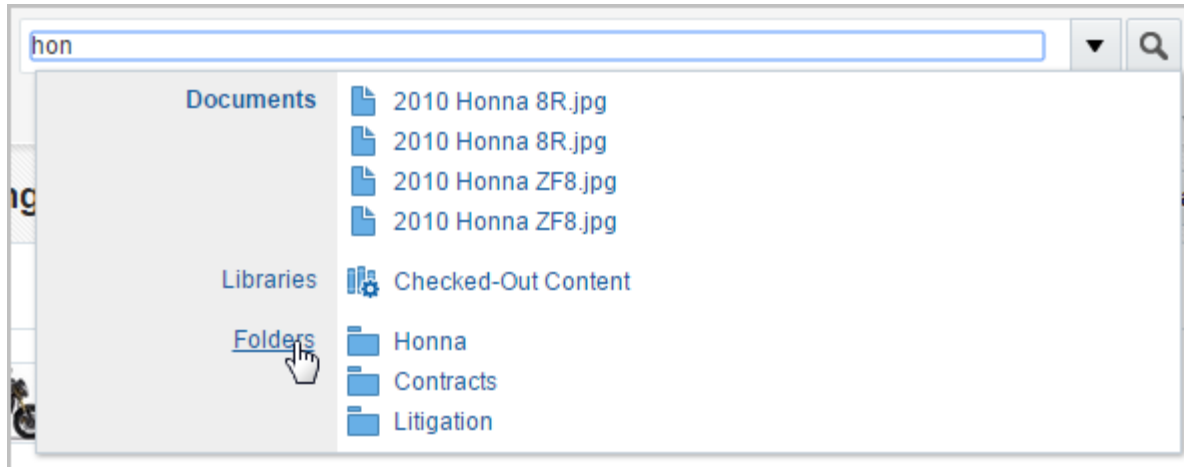 hon
Documents
2010 Honna 8R.jpg
2010 Honna 8R.jpg
2010 Honna ZF8.jpg
2010 Honna ZF8.jpg
Libraries
Checked-Out Content
Folders
Honna
Contracts
Litigation